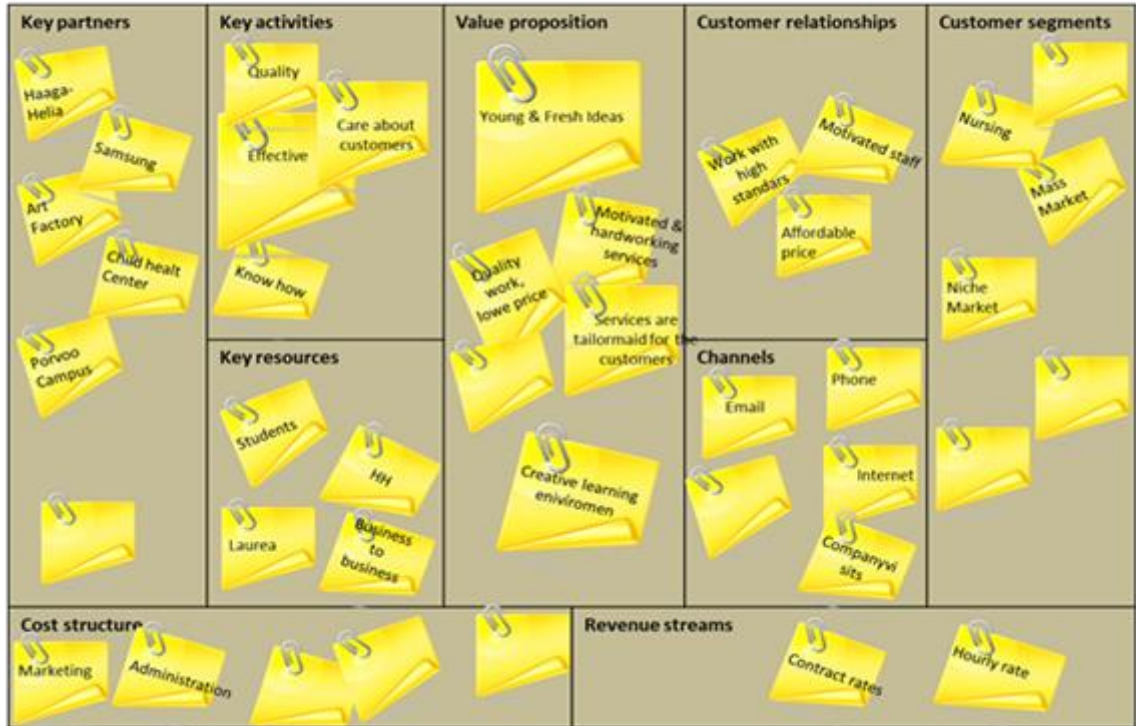 Key partners
Haaga-
Helia
Samsung
Art
Factory
Child healt
Center
Porvoo
Campus
Key activities
Quality
Care about
customers
Effective
Know how
Key resources
Students
HH
Laurea
Business
to
business
Value proposition
Young & Fresh Ideas
Motivated &
hardworking
services
Quality
work,
lowe price
Services are
tailormaid for the
customers
Creative learning
eniviromen
Customer relationships
Motivated staff
Work with
high
standars
Affordable
price
Channels
Phone
Email
Internet
Companyvi
sits
Customer segments
Nursing
Mass
Market
Niche
Market
Cost structure
Marketing
Administration
Revenue streams
Contract rates
Hourly rate